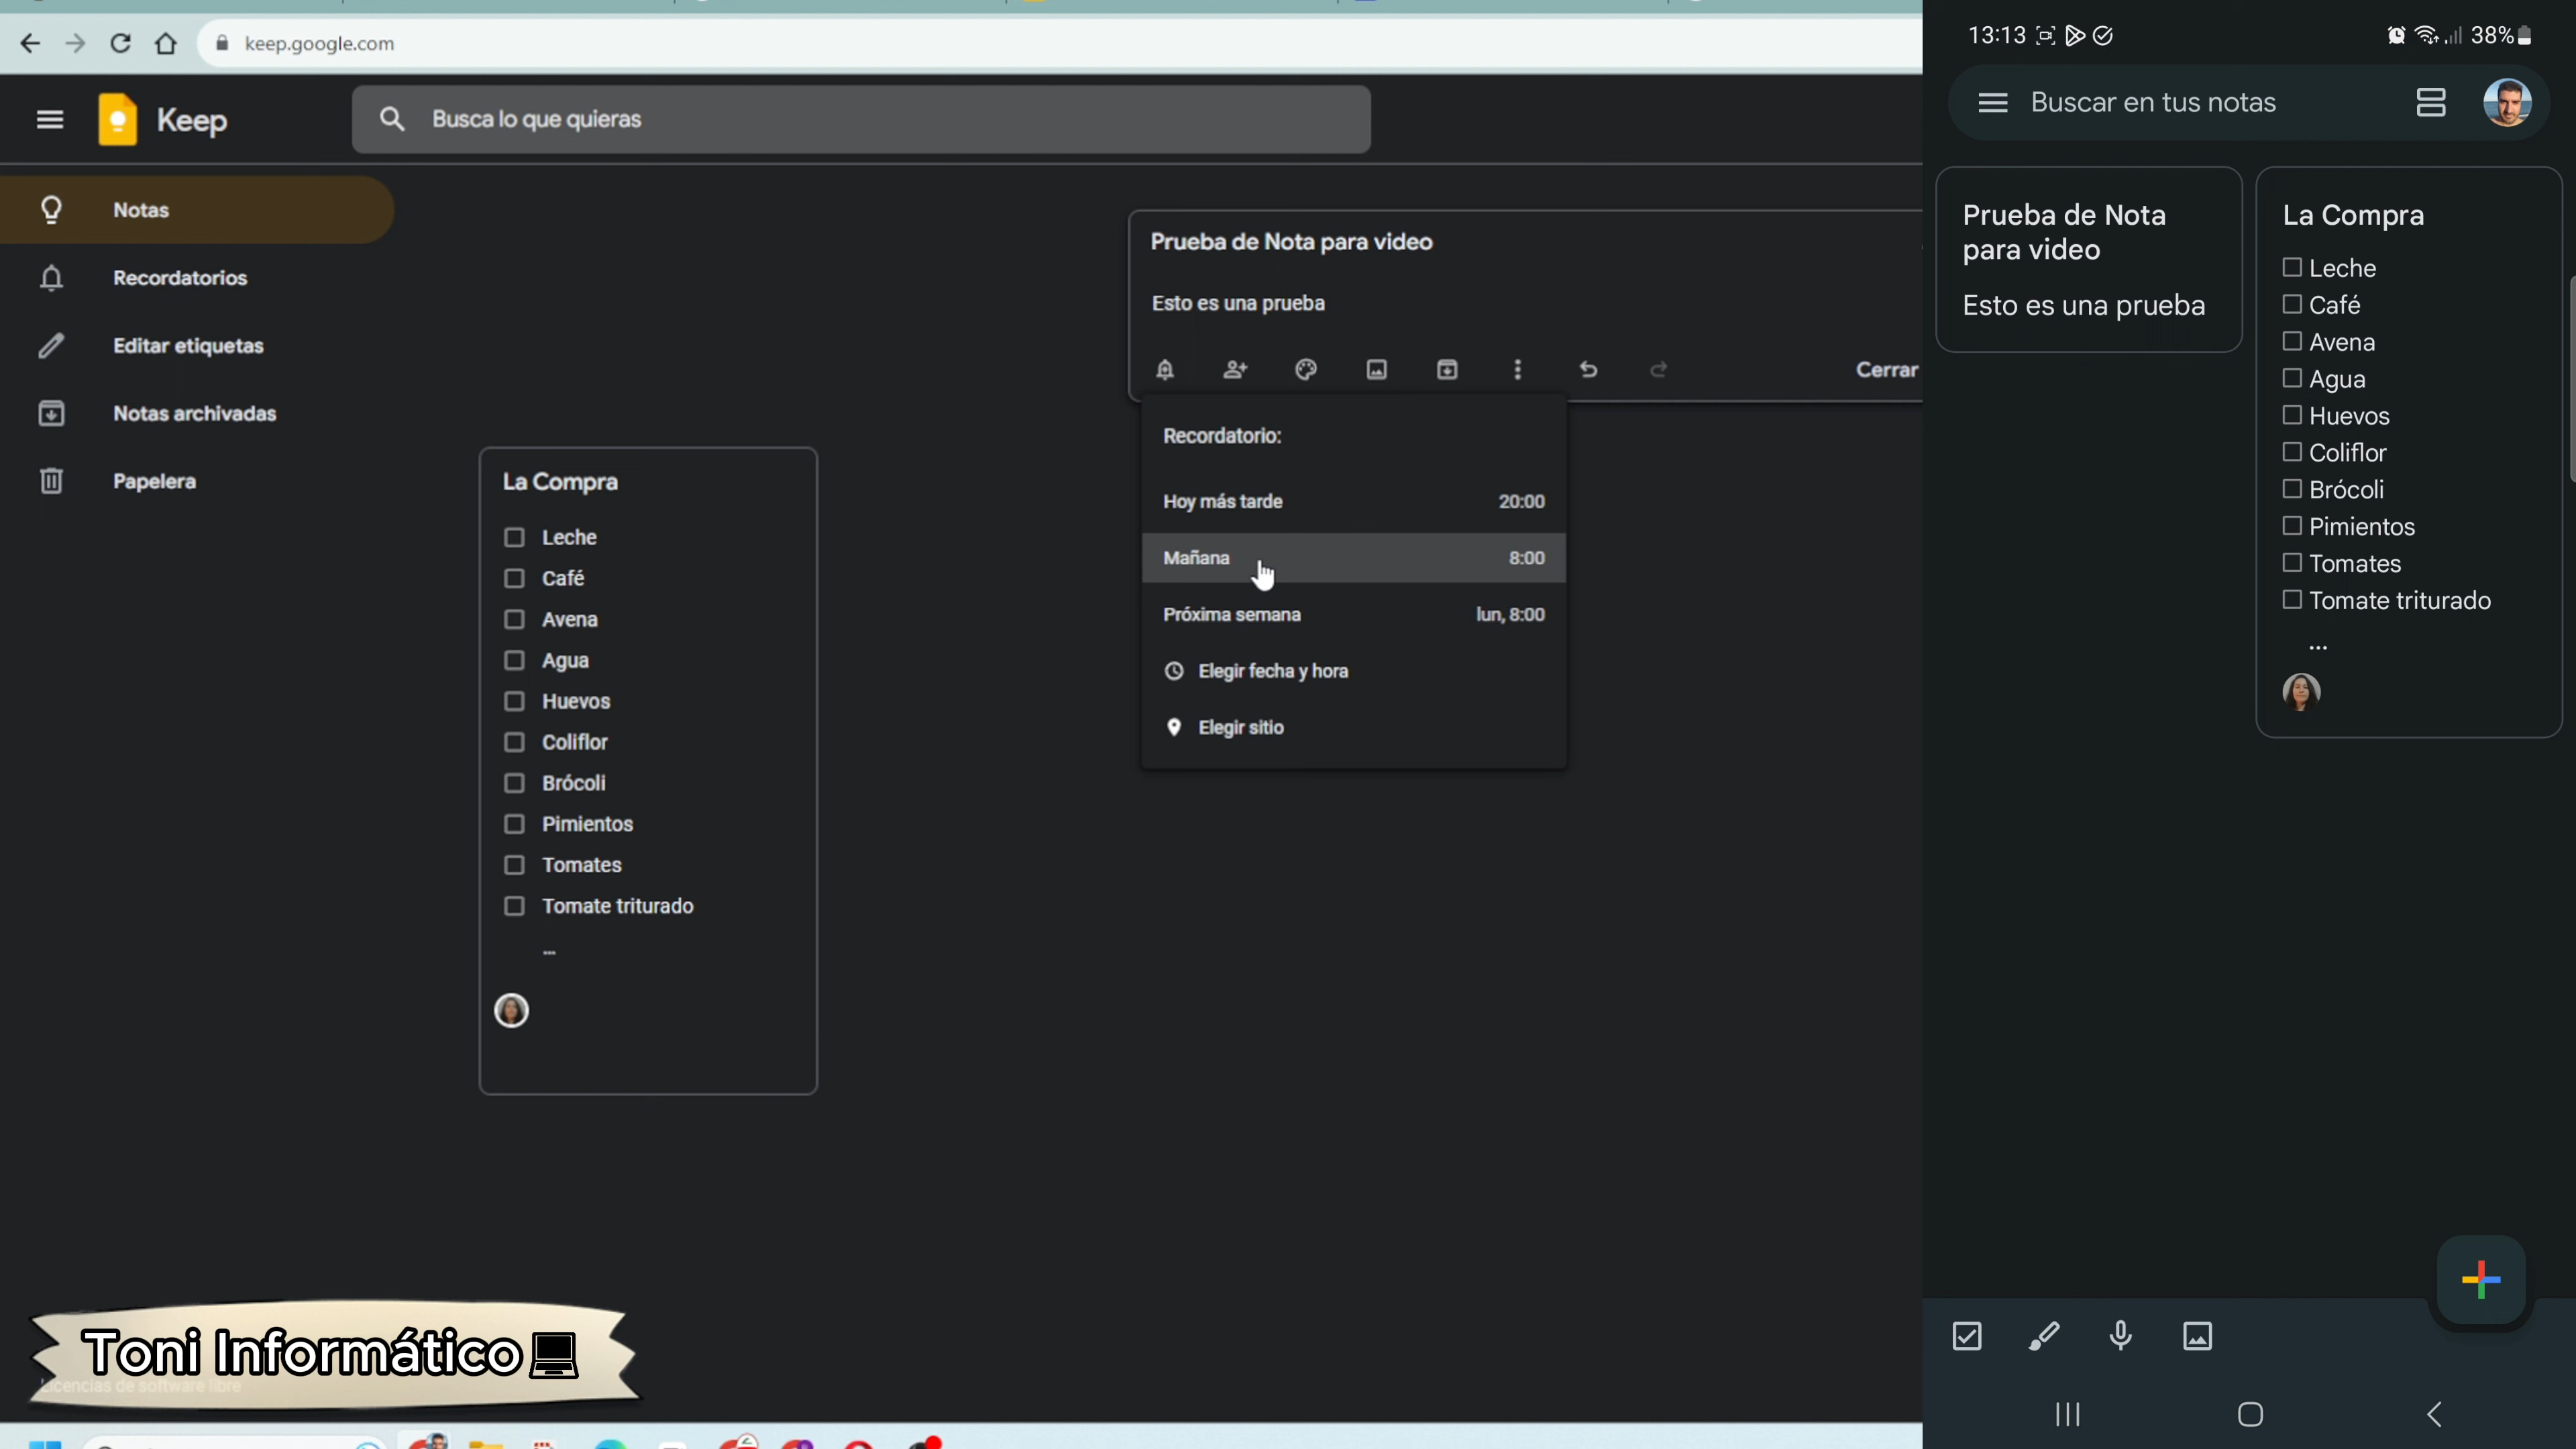 keep.google.com
Keep
Busca lo que quieras
Notas
Recordatorios
Editar etiquetas
Notas archivadas
Papelera
La Compra
Leche
Café
Avena
Agua
Huevos
Coliflor
Brócoli
Pimientos
Tomates
Tomate triturado
...
Prueba de Nota para video
Esto es una prueba
Cerrar
Recordatorio:
Hoy más tarde 20:00
Mañana 8:00
Próxima semana lun, 8:00
Elegir fecha y hora
Elegir sitio
Toni Informático
Licencias de software libre
13:13 38%
Buscar en tus notas
Prueba de Nota
para video
Esto es una prueba
La Compra
Leche
Café
Avena
Agua
Huevos
Coliflor
Brócoli
Pimientos
Tomates
Tomate triturado
...